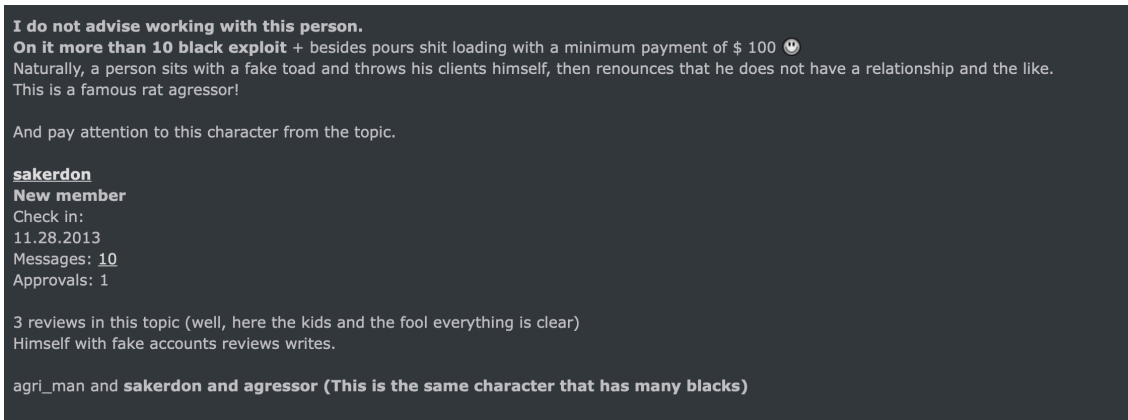 I do not advise working with this person.
On it more than 10 black exploit + besides pours shit loading with a minimum payment of $ 100
Naturally, a person sits with a fake toad and throws his clients himself, then renounces that he does not have a relationship and the like.
This is a famous rat agressor!
And pay attention to this character from the topic.
sakerdon
New member
Check in:
11.28.2013
Messages: 10
Approvals: 1
3 reviews in this topic (well, here the kids and the fool everything is clear)
Himself with fake accounts reviews writes.
agri_man and sakerdon and agressor (This is the same character that has many blacks)